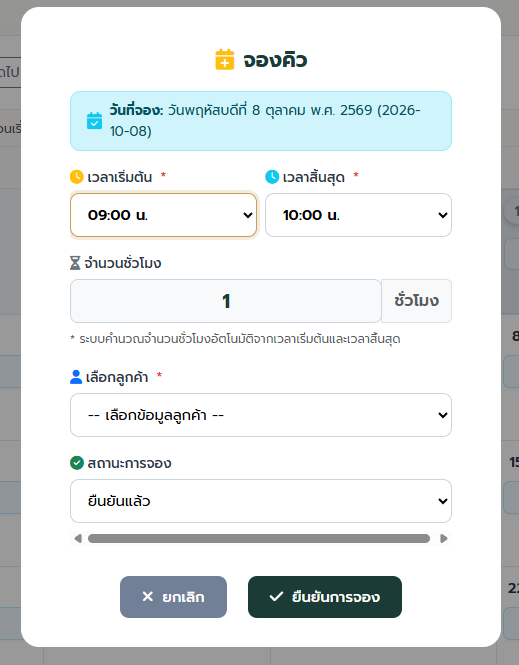 จองคิว
วันที่จอง: วันพฤหัสบดีที่ 8 ตุลาคม พ.ศ. 2569 (2026-
10-08)
เวลาเริ่มต้น * เวลาสิ้นสุด *
09:00 น. 10:00 น.
จำนวนชั่วโมง
1 ชั่วโมง
* ระบบคำนวณจำนวนชั่วโมงอัตโนมัติจากเวลาเริ่มต้นและเวลาสิ้นสุด
เลือกลูกค้า *
-- เลือกข้อมูลลูกค้า --
สถานะการจอง
ยืนยันแล้ว
ยกเลิก ยืนยันการจอง